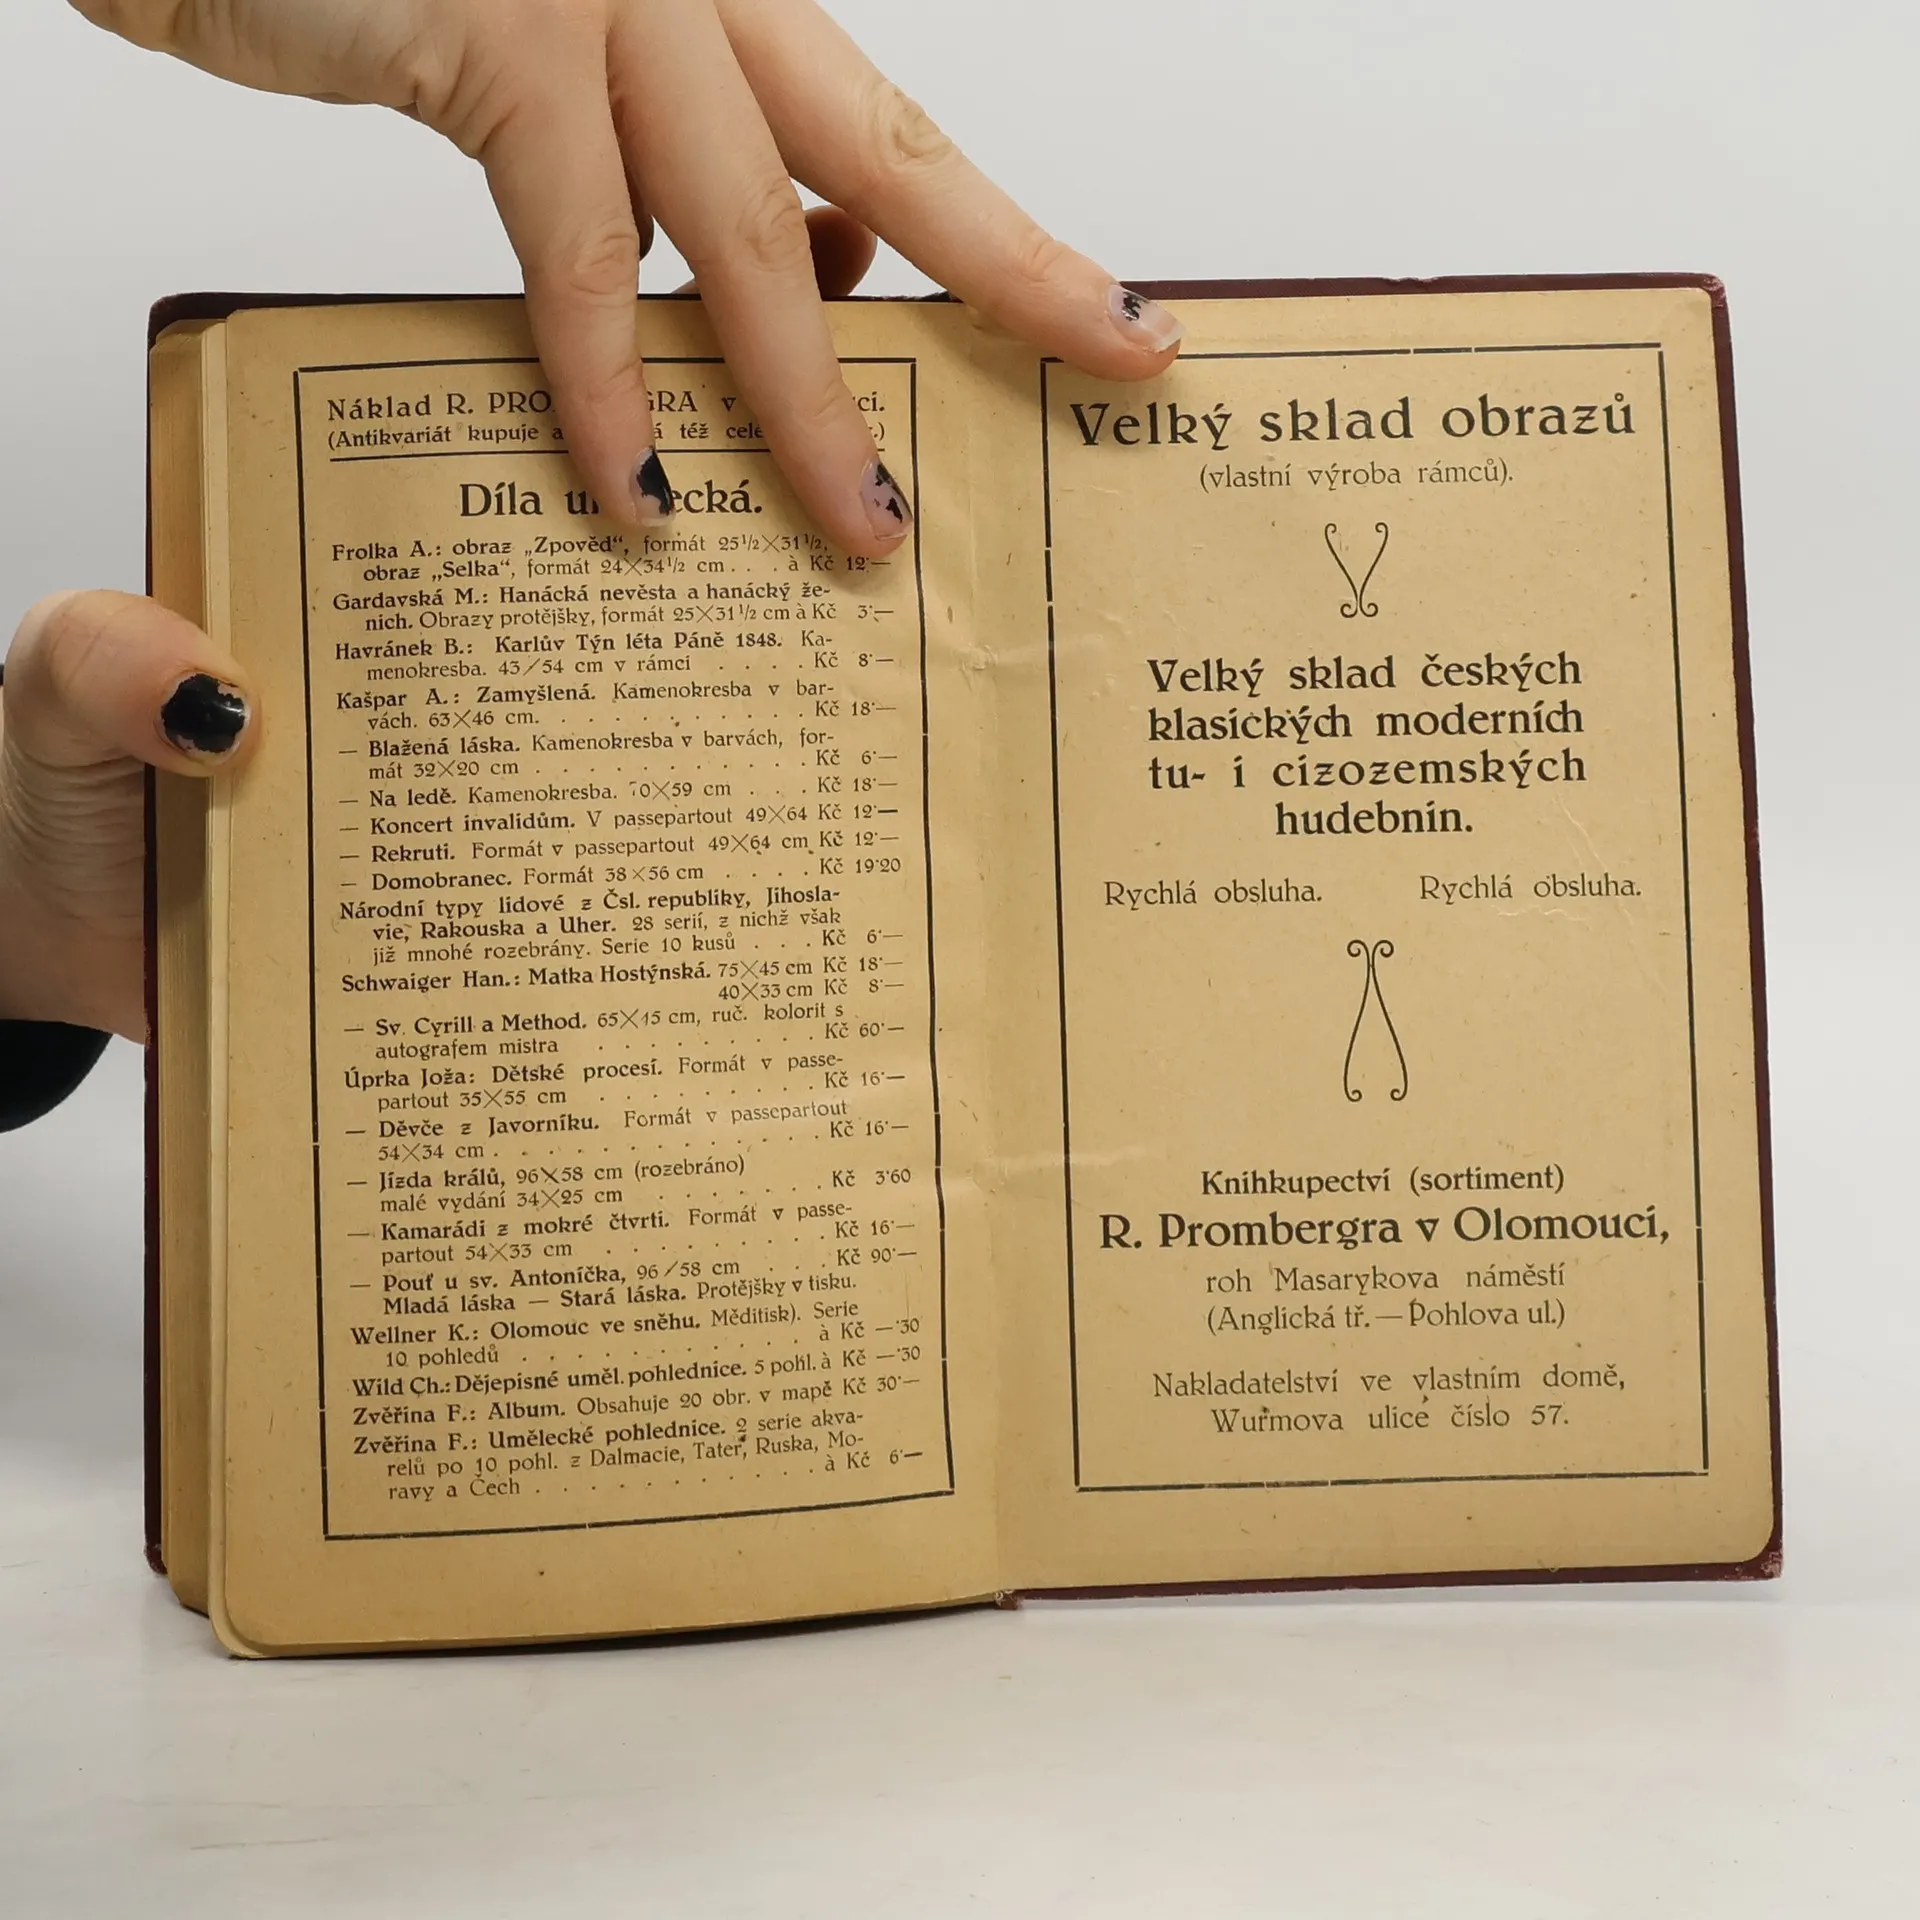 Náklad R. v
(Antikvariát kupuje též
Díla
Frolka A.: obraz „Zpověd“, formát 25½×31½,
obraz „Selka“, formát 24×34½ cm . . . à Kč 12·—
Gardavská M.: Hanácká nevěsta a hanácký že-
nich. Obrazy protějšky, formát 25×31½ cm à Kč 3·—
Havránek B.: Karlův Týn léta Páně 1848. Ka-
menokresba. 43/54 cm v rámci . . . . Kč 8·—
Kašpar A.: Zamyšlená. Kamenokresba v bar-
vách. 63×46 cm. . . . . . . . . . . Kč 18·—
— Blažená láska. Kamenokresba v barvách, for-
mát 32×20 cm . . . . . . . . . . . Kč 6·—
— Na ledě. Kamenokresba. 70×59 cm . . . Kč 18·—
— Koncert invalidům. V passepartout 49×64 Kč 12·—
— Rekruti. Formát v passepartout 49×64 cm Kč 12·—
— Domobranec. Formát 38×56 cm . . . . Kč 19·20
Národní typy lidové z Čsl. republiky, Jihosla-
vie, Rakouska a Uher. 28 serií, z nichž však
již mnohé rozebrány. Serie 10 kusů . . . Kč 6·—
Schwaiger Han.: Matka Hostýnská. 75×45 cm Kč 18·—
40×33 cm Kč 8·—
— Sv. Cyrill a Method. 65×45 cm, ruč. kolorit s
autografem mistra . . . . . . . . . Kč 60·—
Úprka Joža: Dětské procesí. Formát v passe-
partout 35×55 cm . . . . . . . . . Kč 16·—
— Děvče z Javorníku. Formát v passepartout
54×34 cm . . . . . . . . . . . . . Kč 16·—
— Jízda králů, 96×58 cm (rozebráno)
malé vydání 34×25 cm . . . . . . . Kč 3·60
— Kamarádi z mokré čtvrti. Formát v passe-
partout 54×33 cm . . . . . . . . . Kč 16·—
— Pouť u sv. Antoníčka, 96/58 cm . . . Kč 90·—
Mladá láska — Stará láska. Protějšky v tisku.
Wellner K.: Olomouc ve sněhu. Měditisk). Serie
10 pohledů . . . . . . . . . . . . à Kč —·30
Wild Ch.: Dějepisné uměl. pohlednice. 5 pohl. à Kč —·30
Zvěřina F.: Album. Obsahuje 20 obr. v mapě Kč 30·—
Zvěřina F.: Umělecké pohlednice. 2 serie akva-
relů po 10 pohl. z Dalmacie, Tater, Ruska, Mo-
ravy a Čech . . . . . . . . . . . à Kč 6·—
Velký sklad obrazů
(vlastní výroba rámců).
Velký sklad českých
klasických moderních
tu- i cizozemských
hudebnin.
Rychlá obsluha. Rychlá obsluha.
Knihkupectví (sortiment)
R. Prombergra v Olomouci,
roh Masarykova náměstí
(Anglická tř. — Pohlova ul.)
Nakladatelství ve vlastním domě,
Wurmova ulice číslo 57.